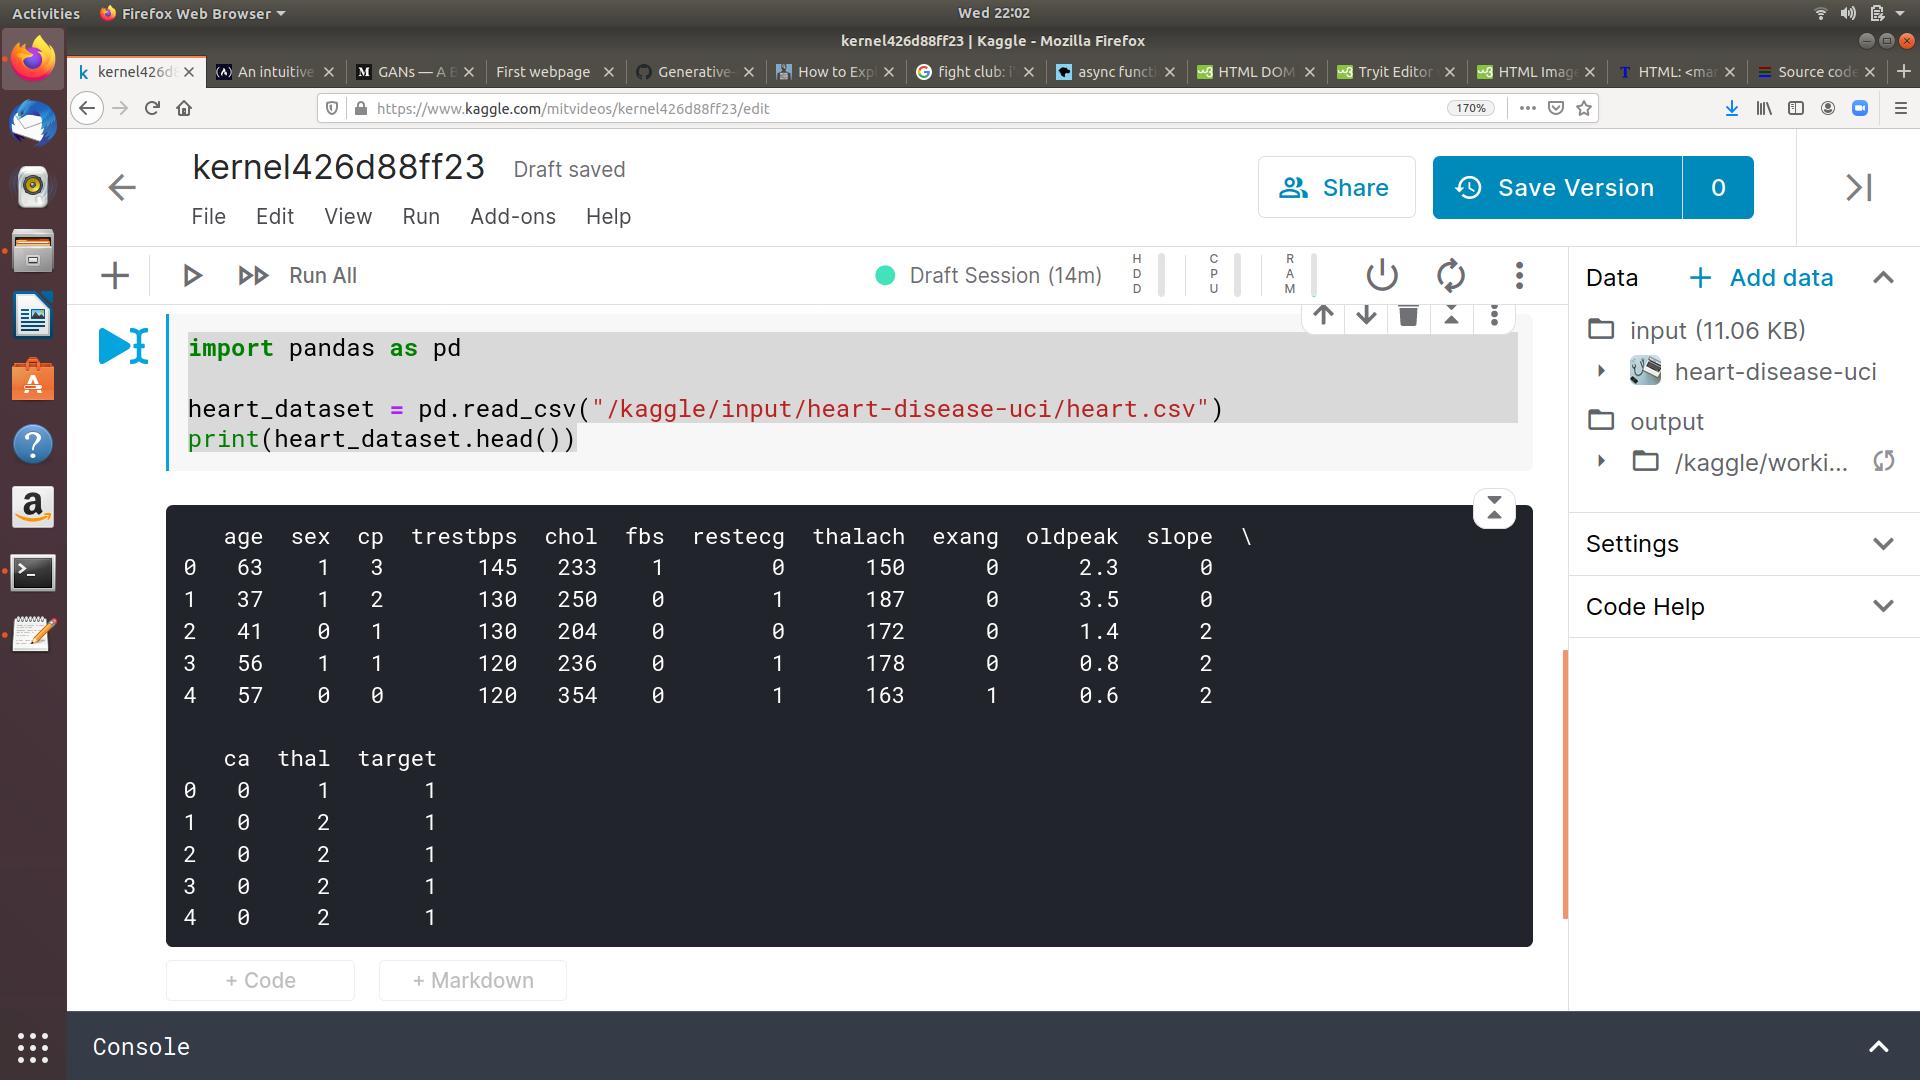 Activities Firefox Web Browser Wed 22:02
kernel426d88ff23 | Kaggle - Mozilla Firefox
kernel426d An intuitive GANs — A B First webpage Generative- How to Exp fight club: i async funct HTML DOM Tryit Editor HTML Imag HTML: <mar Source cod
https://www.kaggle.com/mitvideos/kernel426d88ff23/edit 170%
kernel426d88ff23 Draft saved
Share Save Version 0
File Edit View Run Add-ons Help
Run All Draft Session (14m) HDD CPU RAM
Data + Add data
input (11.06 KB)
heart-disease-uci
output
/kaggle/worki...
Settings
Code Help
import pandas as pd
heart_dataset = pd.read_csv("/kaggle/input/heart-disease-uci/heart.csv")
print(heart_dataset.head())
age sex cp trestbps chol fbs restecg thalach exang oldpeak slope \
0 63 1 3 145 233 1 0 150 0 2.3 0
1 37 1 2 130 250 0 1 187 0 3.5 0
2 41 0 1 130 204 0 0 172 0 1.4 2
3 56 1 1 120 236 0 1 178 0 0.8 2
4 57 0 0 120 354 0 1 163 1 0.6 2
ca thal target
0 0 1 1
1 0 2 1
2 0 2 1
3 0 2 1
4 0 2 1
+ Code + Markdown
Console